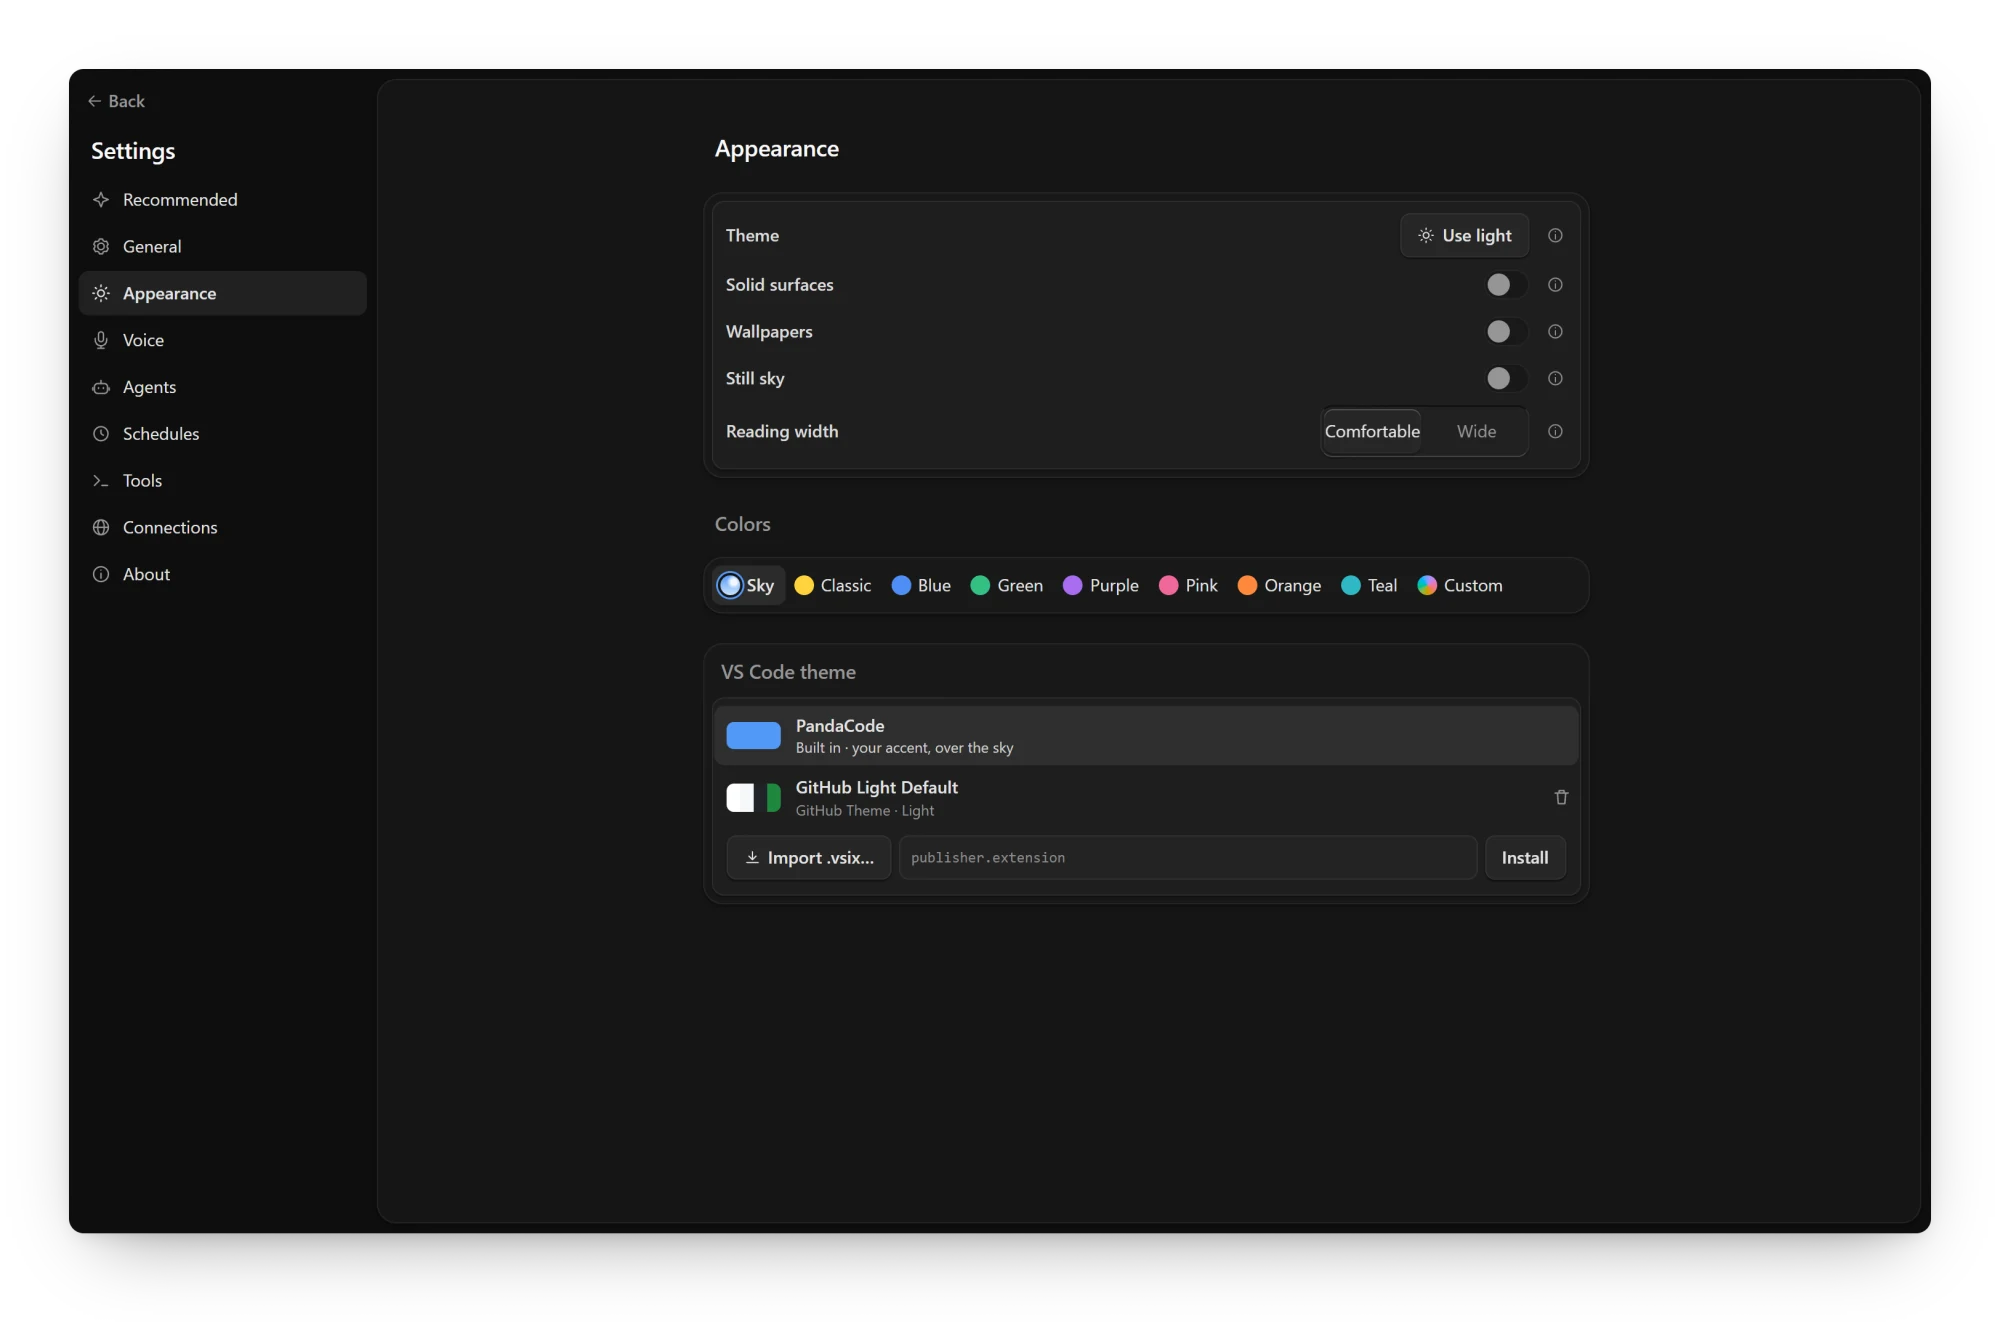 Back
Settings
Recommended
General
Appearance
Voice
Agents
Schedules
Tools
Connections
About
Appearance
Theme
Use light
Solid surfaces
Wallpapers
Still sky
Reading width
Comfortable
Wide
Colors
Sky
Classic
Blue
Green
Purple
Pink
Orange
Teal
Custom
VS Code theme
PandaCode
Built in · your accent, over the sky
GitHub Light Default
GitHub Theme · Light
Import .vsix...
publisher.extension
Install